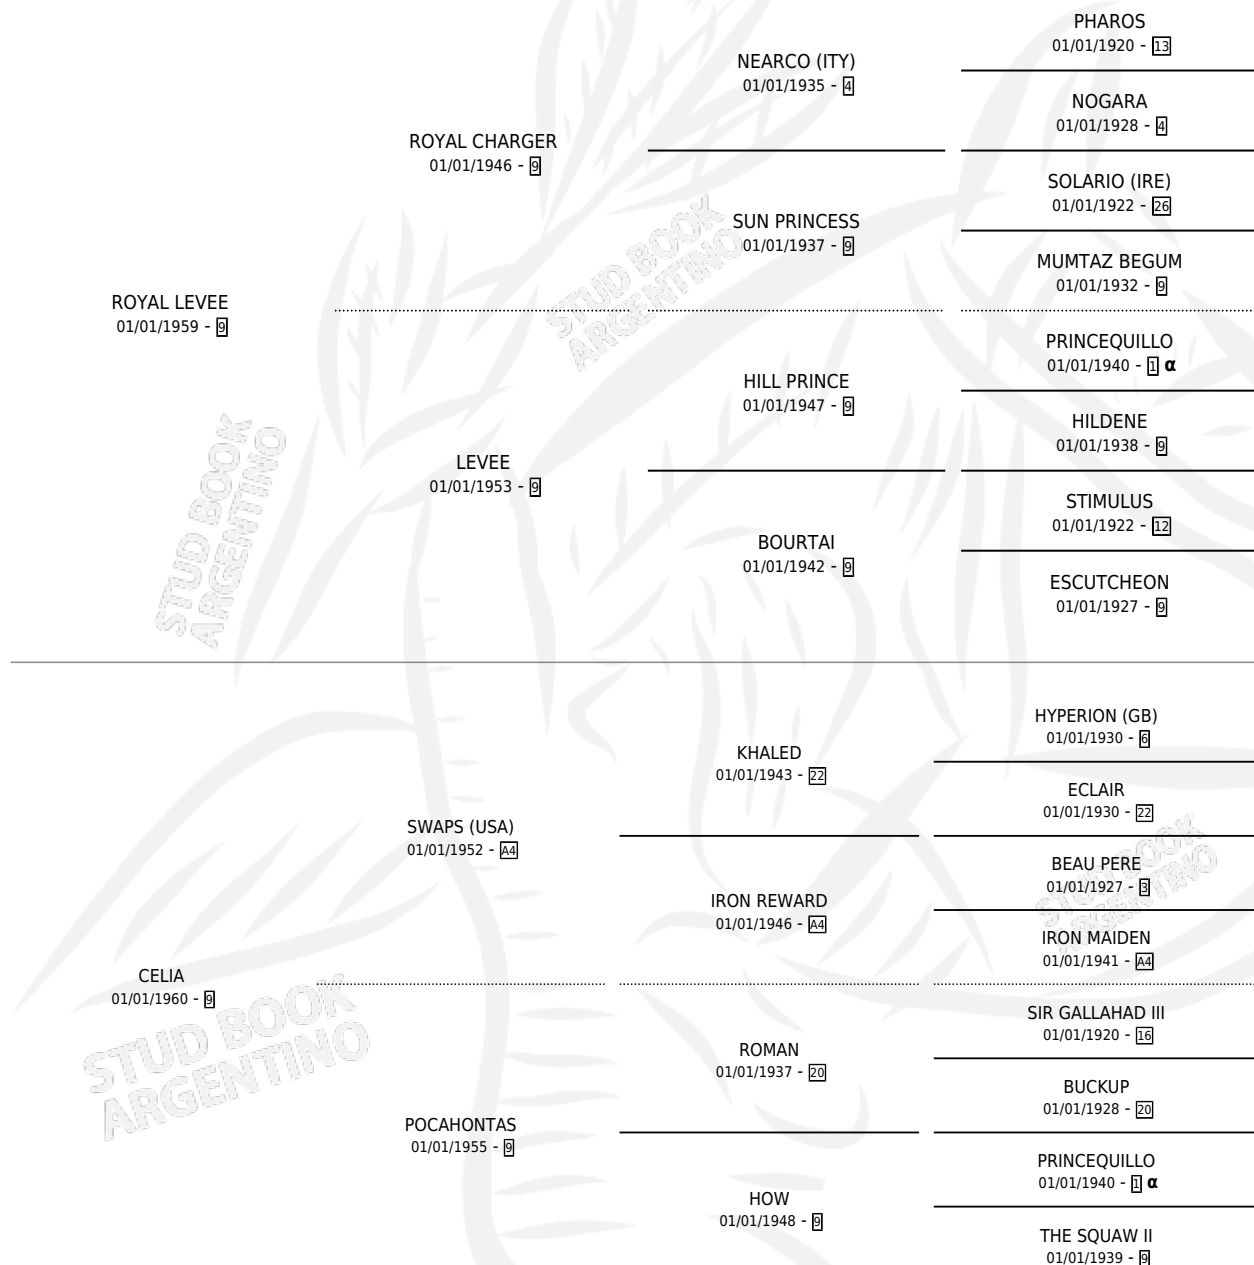 PHAROS
01/01/1920 - 13
NEARCO (ITY)
01/01/1935 - 4
NOGARA
01/01/1928 - 4
ROYAL CHARGER
01/01/1946 - 9
SOLARIO (IRE)
01/01/1922 - 26
SUN PRINCESS
01/01/1937 - 9
MUMTAZ BEGUM
01/01/1932 - 9
ROYAL LEVEE
01/01/1959 - 9
PRINCEQUILLO
01/01/1940 - 1 α
HILL PRINCE
01/01/1947 - 9
HILDENE
01/01/1938 - 9
LEVEE
01/01/1953 - 9
STIMULUS
01/01/1922 - 12
BOURTAI
01/01/1942 - 9
ESCUTCHEON
01/01/1927 - 9
HYPERION (GB)
01/01/1930 - 6
KHALED
01/01/1943 - 22
ECLAIR
01/01/1930 - 22
SWAPS (USA)
01/01/1952 - A4
BEAU PERE
01/01/1927 - 3
IRON REWARD
01/01/1946 - A4
IRON MAIDEN
01/01/1941 - A4
CELIA
01/01/1960 - 9
SIR GALLAHAD III
01/01/1920 - 16
ROMAN
01/01/1937 - 20
BUCKUP
01/01/1928 - 20
POCAHONTAS
01/01/1955 - 9
PRINCEQUILLO
01/01/1940 - 1 α
HOW
01/01/1948 - 9
THE SQUAW II
01/01/1939 - 9
STUD BOOK
ARGENTINO
STUD BOOK
ARGENTINO
STUD BOOK
ARGENTINO
STUD BOOK
ARGENTINO